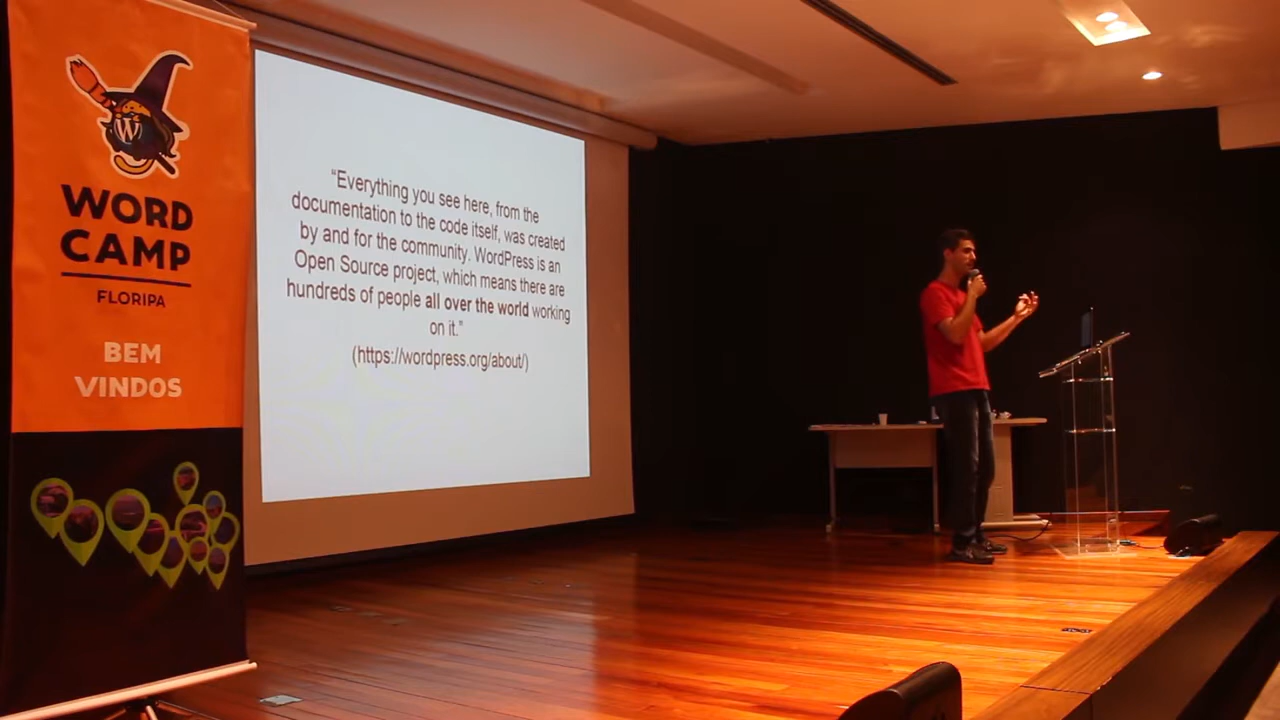 WORD
CAMP
FLORIPA
BEM
VINDOS
“Everything you see here, from the
documentation to the code itself, was created
by and for the community. WordPress is an
Open Source project, which means there are
hundreds of people all over the world working
on it.”
(https://wordpress.org/about/)